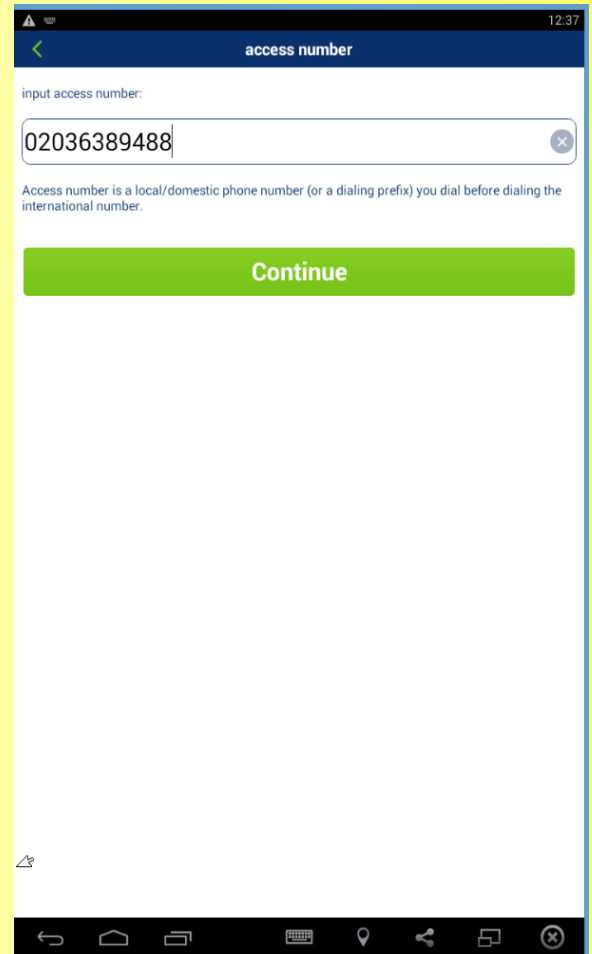 12:37
access number
input access number:
02036389488
Access number is a local/domestic phone number (or a dialing prefix) you dial before dialing the
international number.
Continue